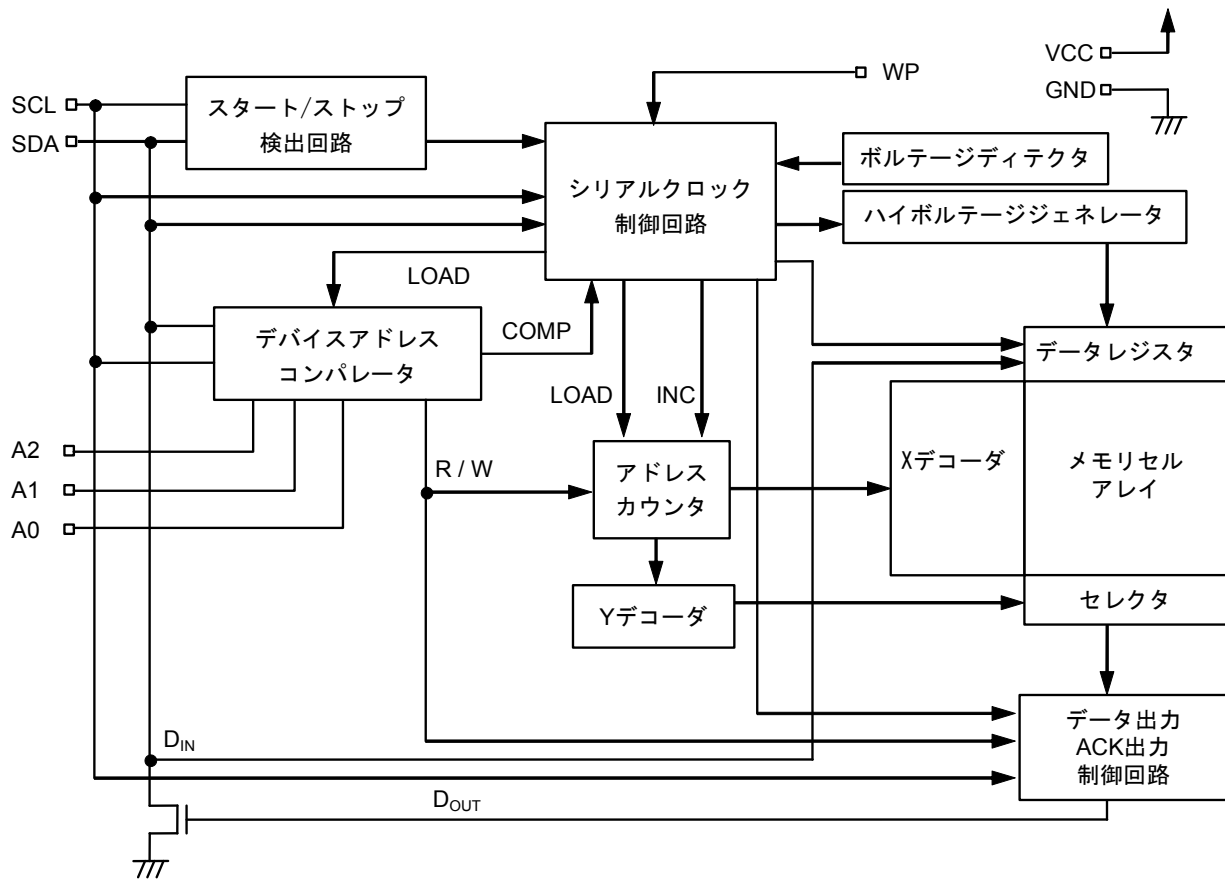 VCC
GND
WP
SCL
SDA
スタート/ストップ
検出回路
シリアルクロック
制御回路
ボルテージディテクタ
ハイボルテージジェネレータ
LOAD
COMP
デバイスアドレス
コンパレータ
LOAD
INC
データレジスタ
A2
A1
A0
R / W
アドレス
カウンタ
Xデコーダ
メモリセル
アレイ
Yデコーダ
セレクタ
データ出力
ACK出力
制御回路
DIN
DOUT